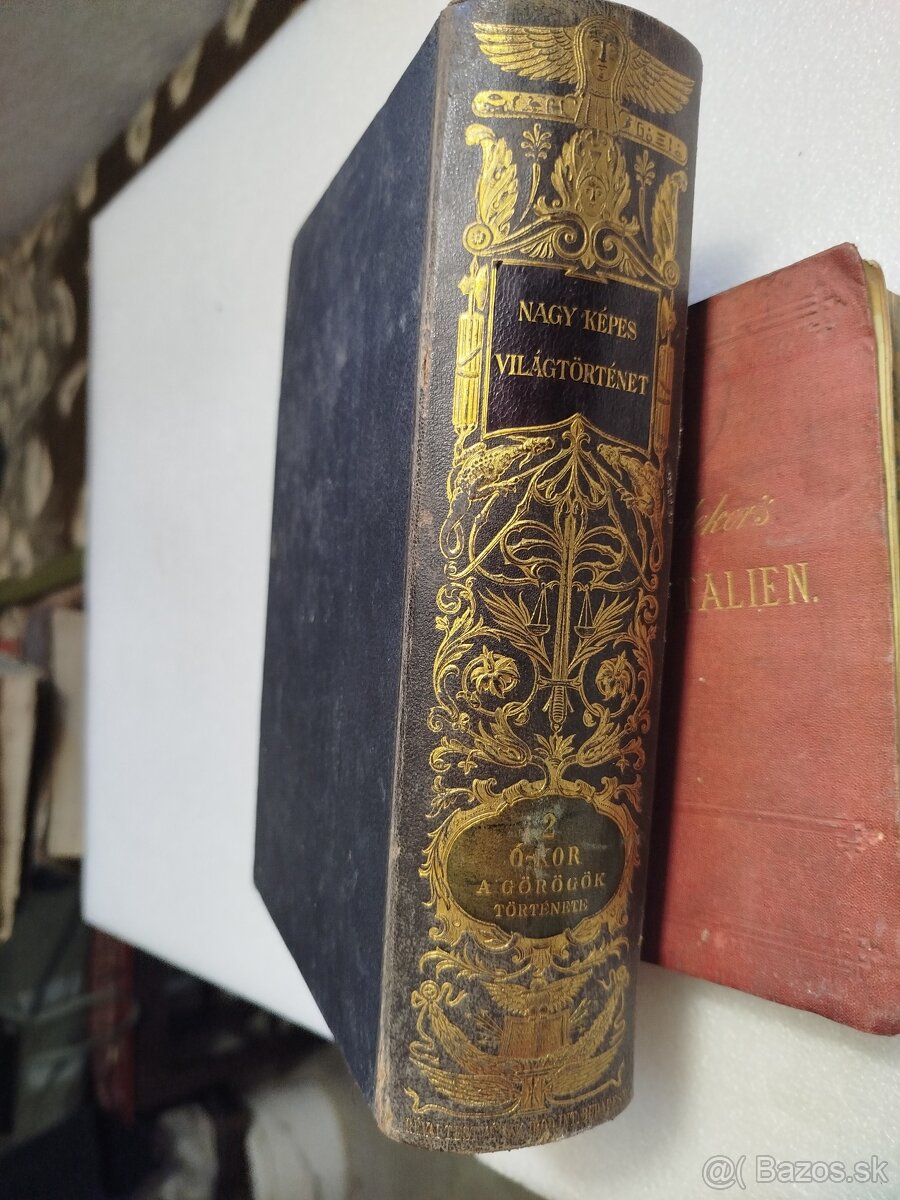 NAGY KÉPES
VILÁGTÖRTÉNET
2
Ó-KOR
A GÖRÖGÖK
TÖRTÉNETE
ALIEN.
@( Bazos.sk